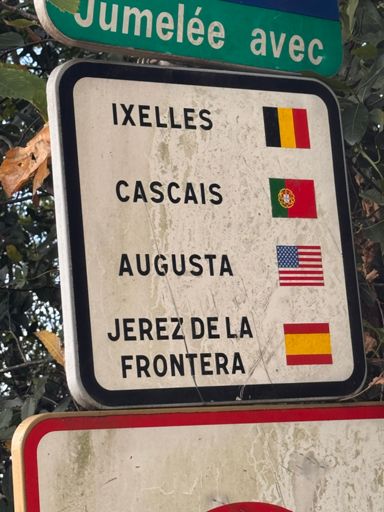 Jumelée avec
IXELLES
CASCAIS
AUGUSTA
JEREZ DE LA
FRONTERA